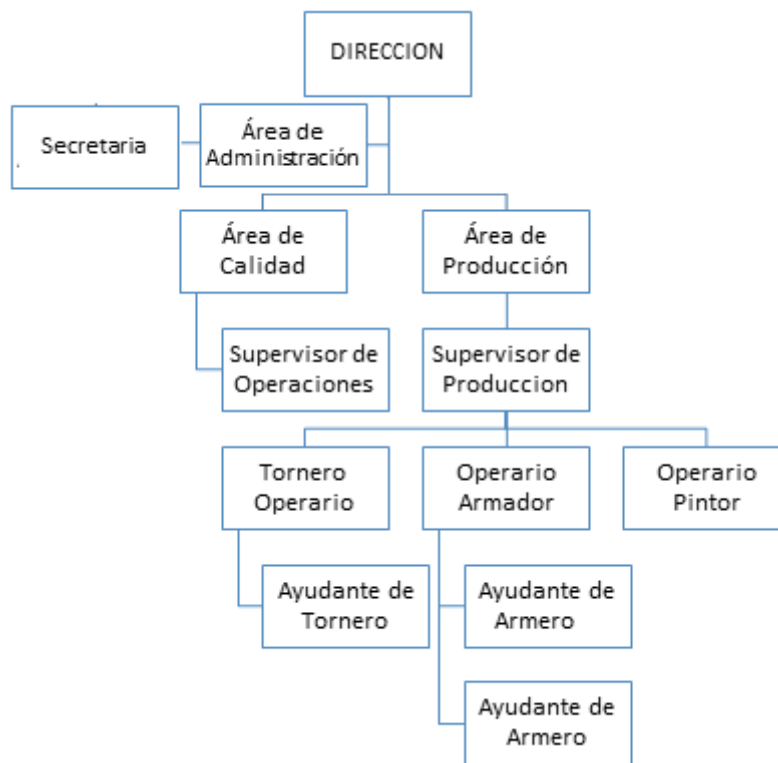 DIRECCION
Secretaria
Área de
Administración
Área de
Calidad
Área de
Producción
Supervisor de
Operaciones
Supervisor de
Produccion
Tornero
Operario
Operario
Armador
Operario
Pintor
Ayudante de
Tornero
Ayudante de
Armero
Ayudante de
Armero